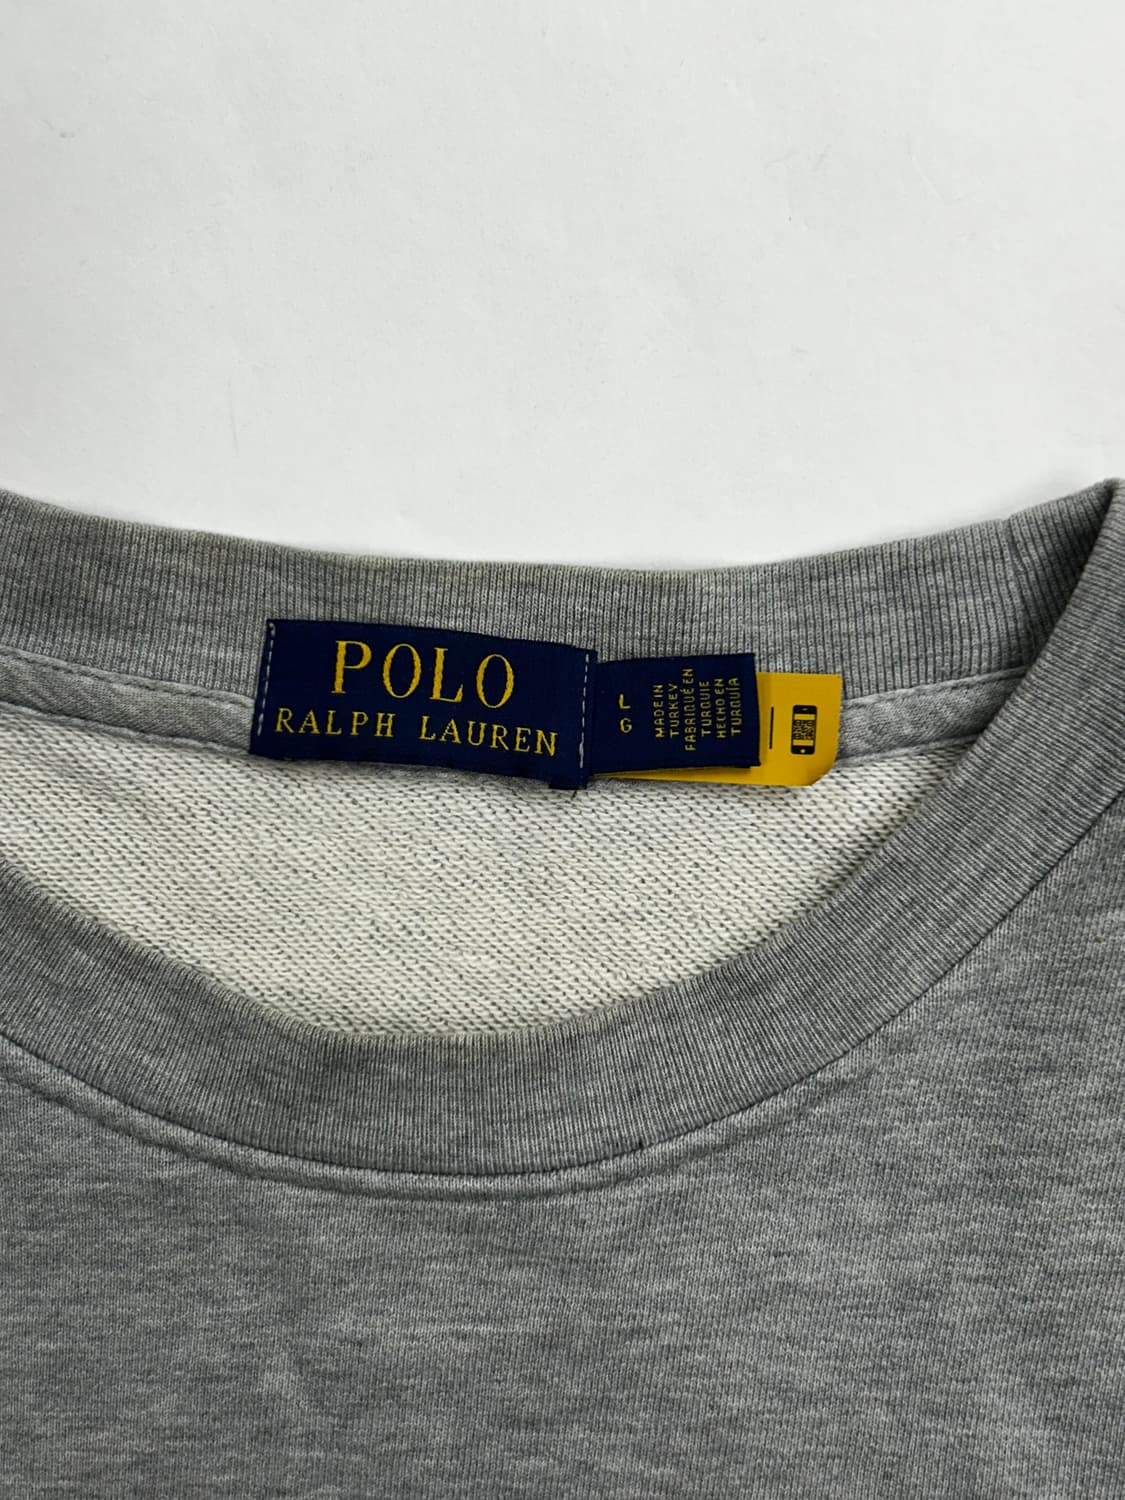 POLO
RALPH LAUREN
L
G
MADE IN
TURKEY
FABRIQUÉ EN
TURQUIE
HECHO EN
TURQUÍA